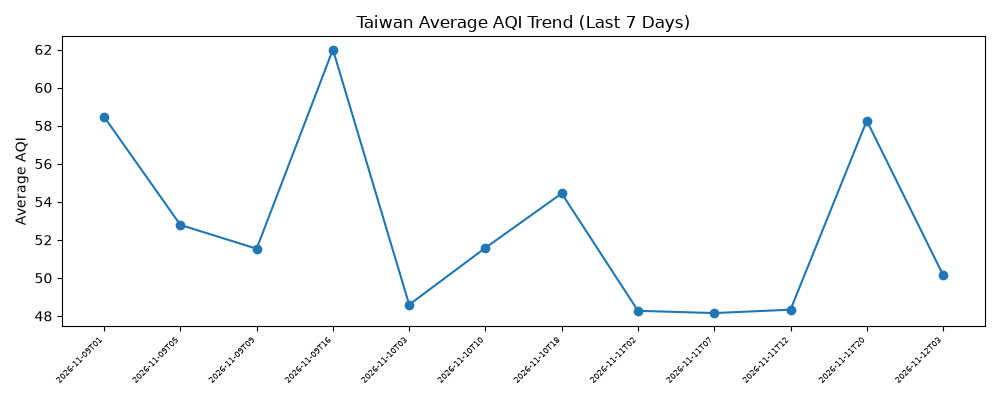 Taiwan Average AQI Trend (Last 7 Days)
Average AQI
62
60
58
56
54
52
50
48
2026-11-09T01
2026-11-09T05
2026-11-09T09
2026-11-09T16
2026-11-10T03
2026-11-10T10
2026-11-10T18
2026-11-11T02
2026-11-11T07
2026-11-11T12
2026-11-11T20
2026-11-12T03